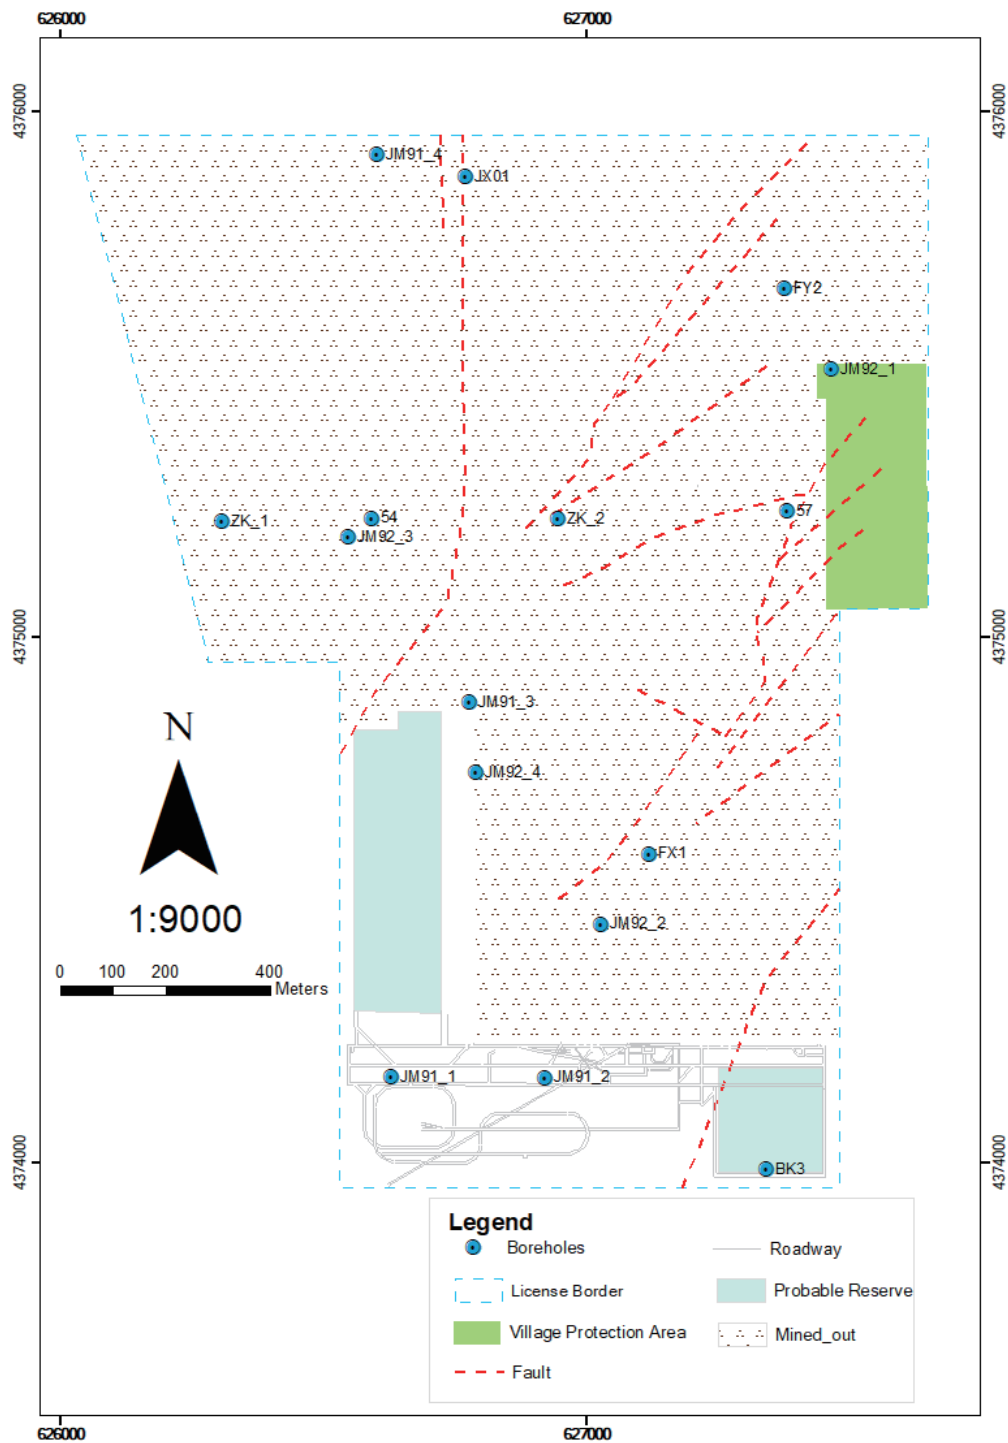 626000 627000
4376000 4376000
JM91_4
JX01
FY2
JM92_1
57
54
ZK_1
ZK_2
JM92_3
4375000 4375000
JM91_3
N
JM92_4
FX1
1:9000
JM92_2
0 100 200 400
Meters
JM91_1
JM91_2
4374000 4374000
BK3
Legend
Boreholes
Roadway
License Border
Probable Reserve
Village Protection Area
Mined_out
Fault
626000 627000